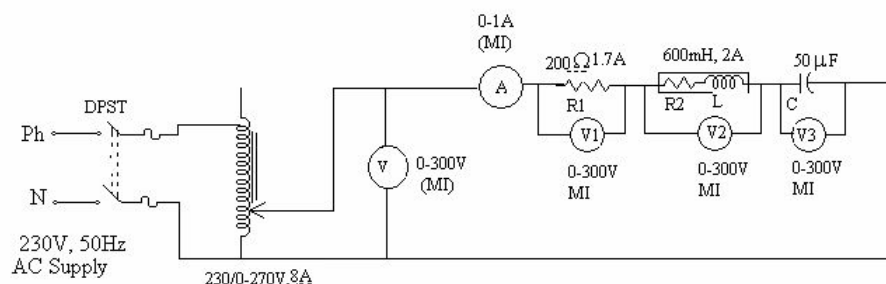 0-1A
(MI)
A
200Ω 1.7A
R1
V1
0-300V
MI
600mH, 2A
R2 L
V2
0-300V
MI
50 μF
C
V3
0-300V
MI
DPST
Ph
N
230V, 50Hz
AC Supply
230/0-270V,8A
V
0-300V
(MI)